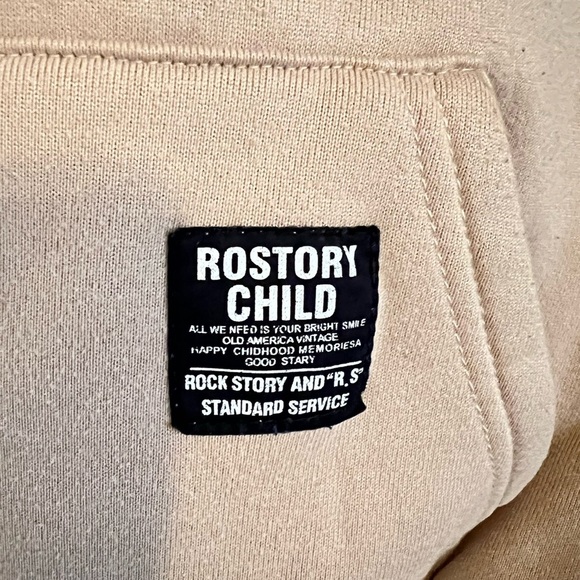 ROSTORY
CHILD
ALL WE NEED IS YOUR BRIGHT SMILE
OLD AMERICA VINTAGE
HAPPY CHIDHOOD MEMORIESA
GOOD STARY
ROCK STORY AND "R.S"
STANDARD SERVICE